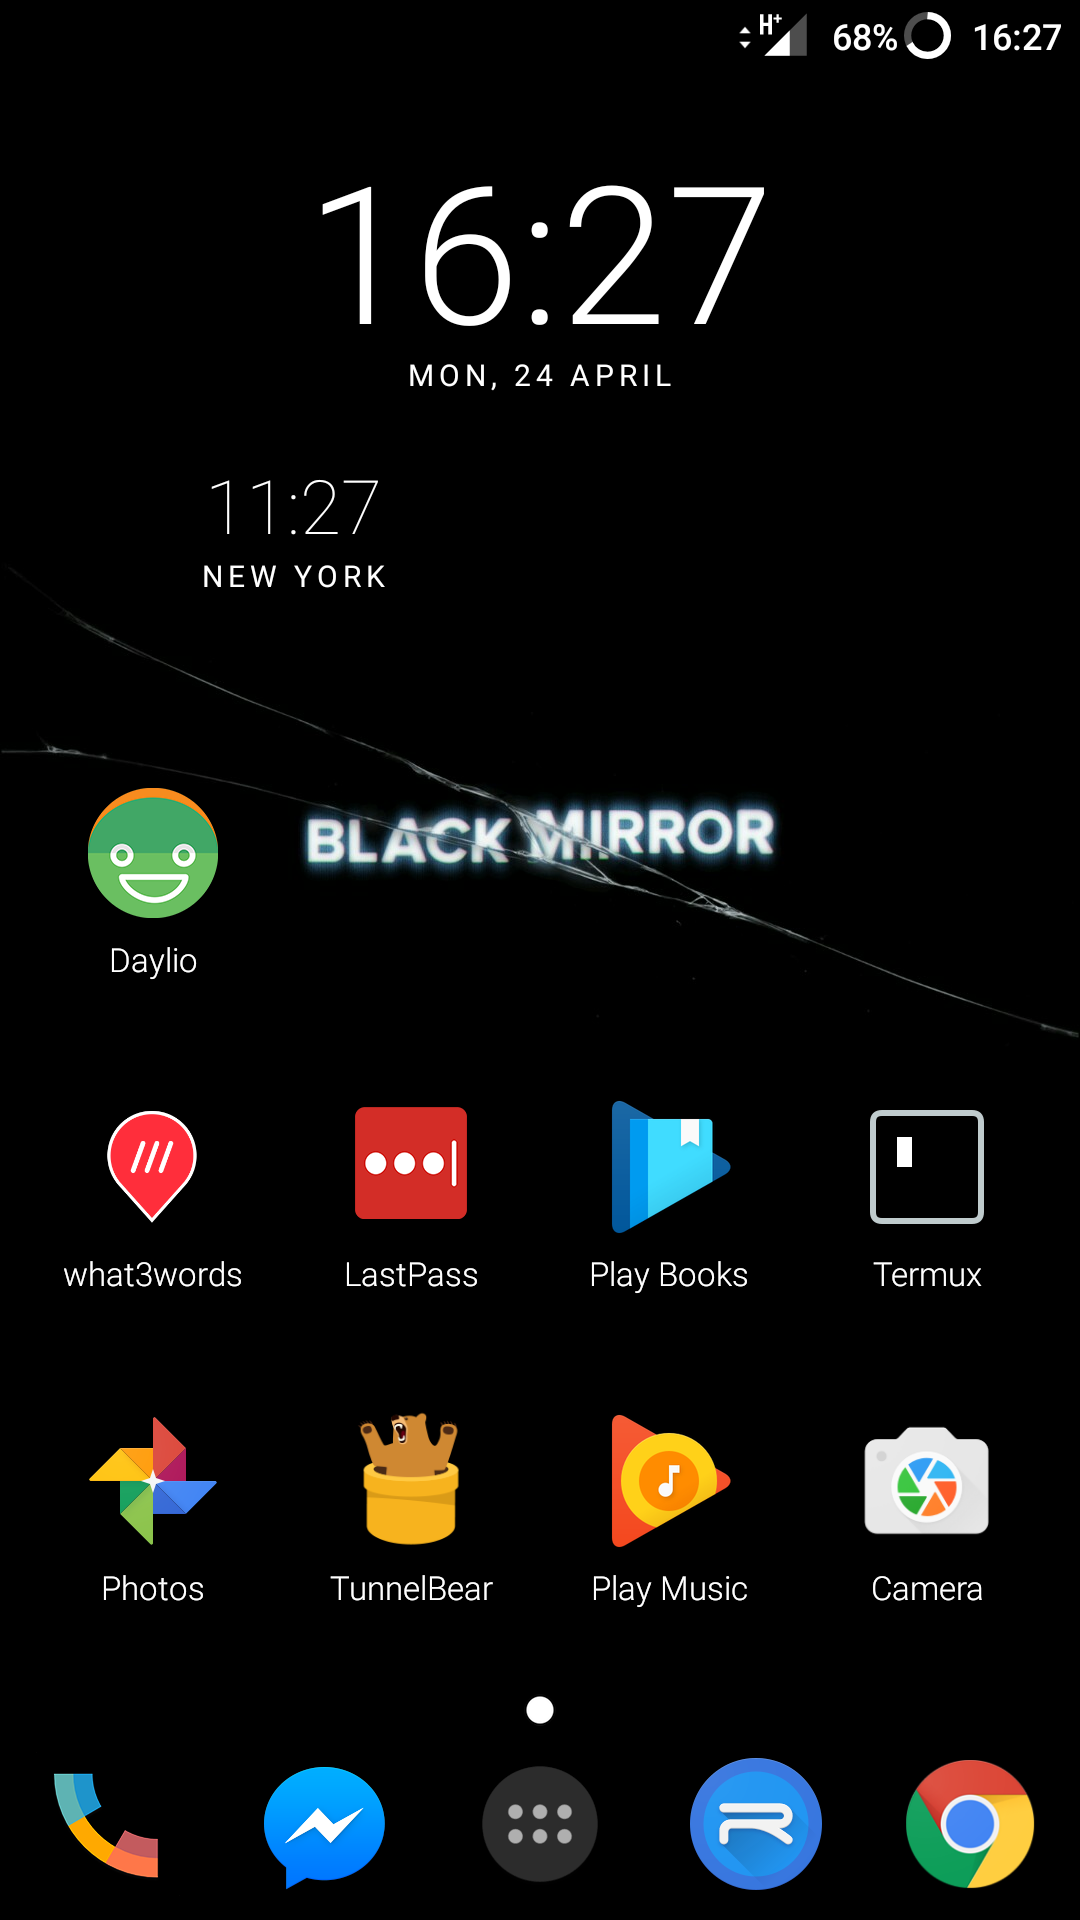 H+ 68% 16:27
16:27
MON, 24 APRIL
11:27
NEW YORK
BLACK MIRROR
Daylio
what3words LastPass Play Books Termux
Photos TunnelBear Play Music Camera